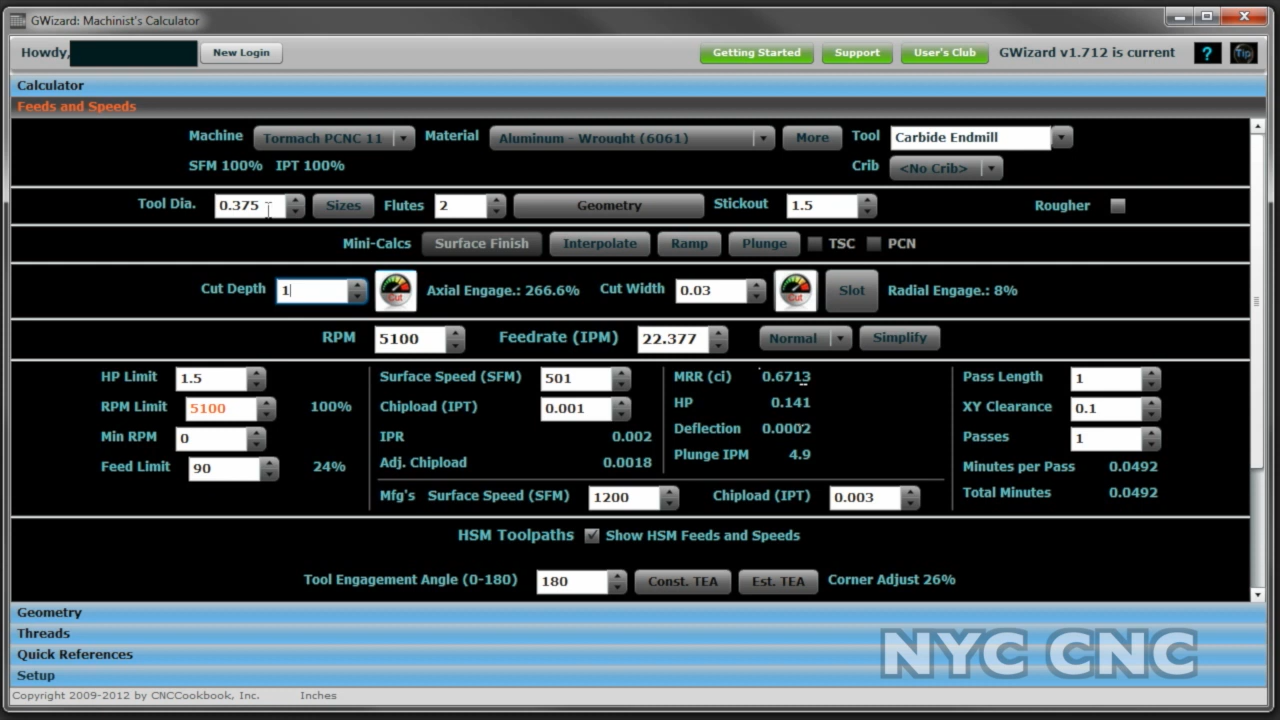 GWizard: Machinist's Calculator
Howdy, New Login Getting Started Support User's Club GWizard v1.712 is current ? Tip
Calculator
Feeds and Speeds
Machine Tormach PCNC 11 Material Aluminum - Wrought (6061) More Tool Carbide Endmill
SFM 100% IPT 100% Crib <No Crib>
Tool Dia. 0.375 Sizes Flutes 2 Geometry Stickout 1.5 Rougher
Mini-Calcs Surface Finish Interpolate Ramp Plunge TSC PCN
Cut Depth 1 Cut Axial Engage.: 266.6% Cut Width 0.03 Cut Slot Radial Engage.: 8%
RPM 5100 Feedrate (IPM) 22.377 Normal Simplify
HP Limit 1.5 Surface Speed (SFM) 501 MRR (ci) 0.6713 Pass Length 1
RPM Limit 5100 100% Chipload (IPT) 0.001 HP 0.141 XY Clearance 0.1
Min RPM 0 IPR 0.002 Deflection 0.0002 Passes 1
Feed Limit 90 24% Adj. Chipload 0.0018 Plunge IPM 4.9 Minutes per Pass 0.0492
Mfg's Surface Speed (SFM) 1200 Chipload (IPT) 0.003 Total Minutes 0.0492
HSM Toolpaths Show HSM Feeds and Speeds
Tool Engagement Angle (0-180) 180 Const. TEA Est. TEA Corner Adjust 26%
Geometry
Threads
Quick References
Setup
NYC CNC
Copyright 2009-2012 by CNCCookbook, Inc. Inches